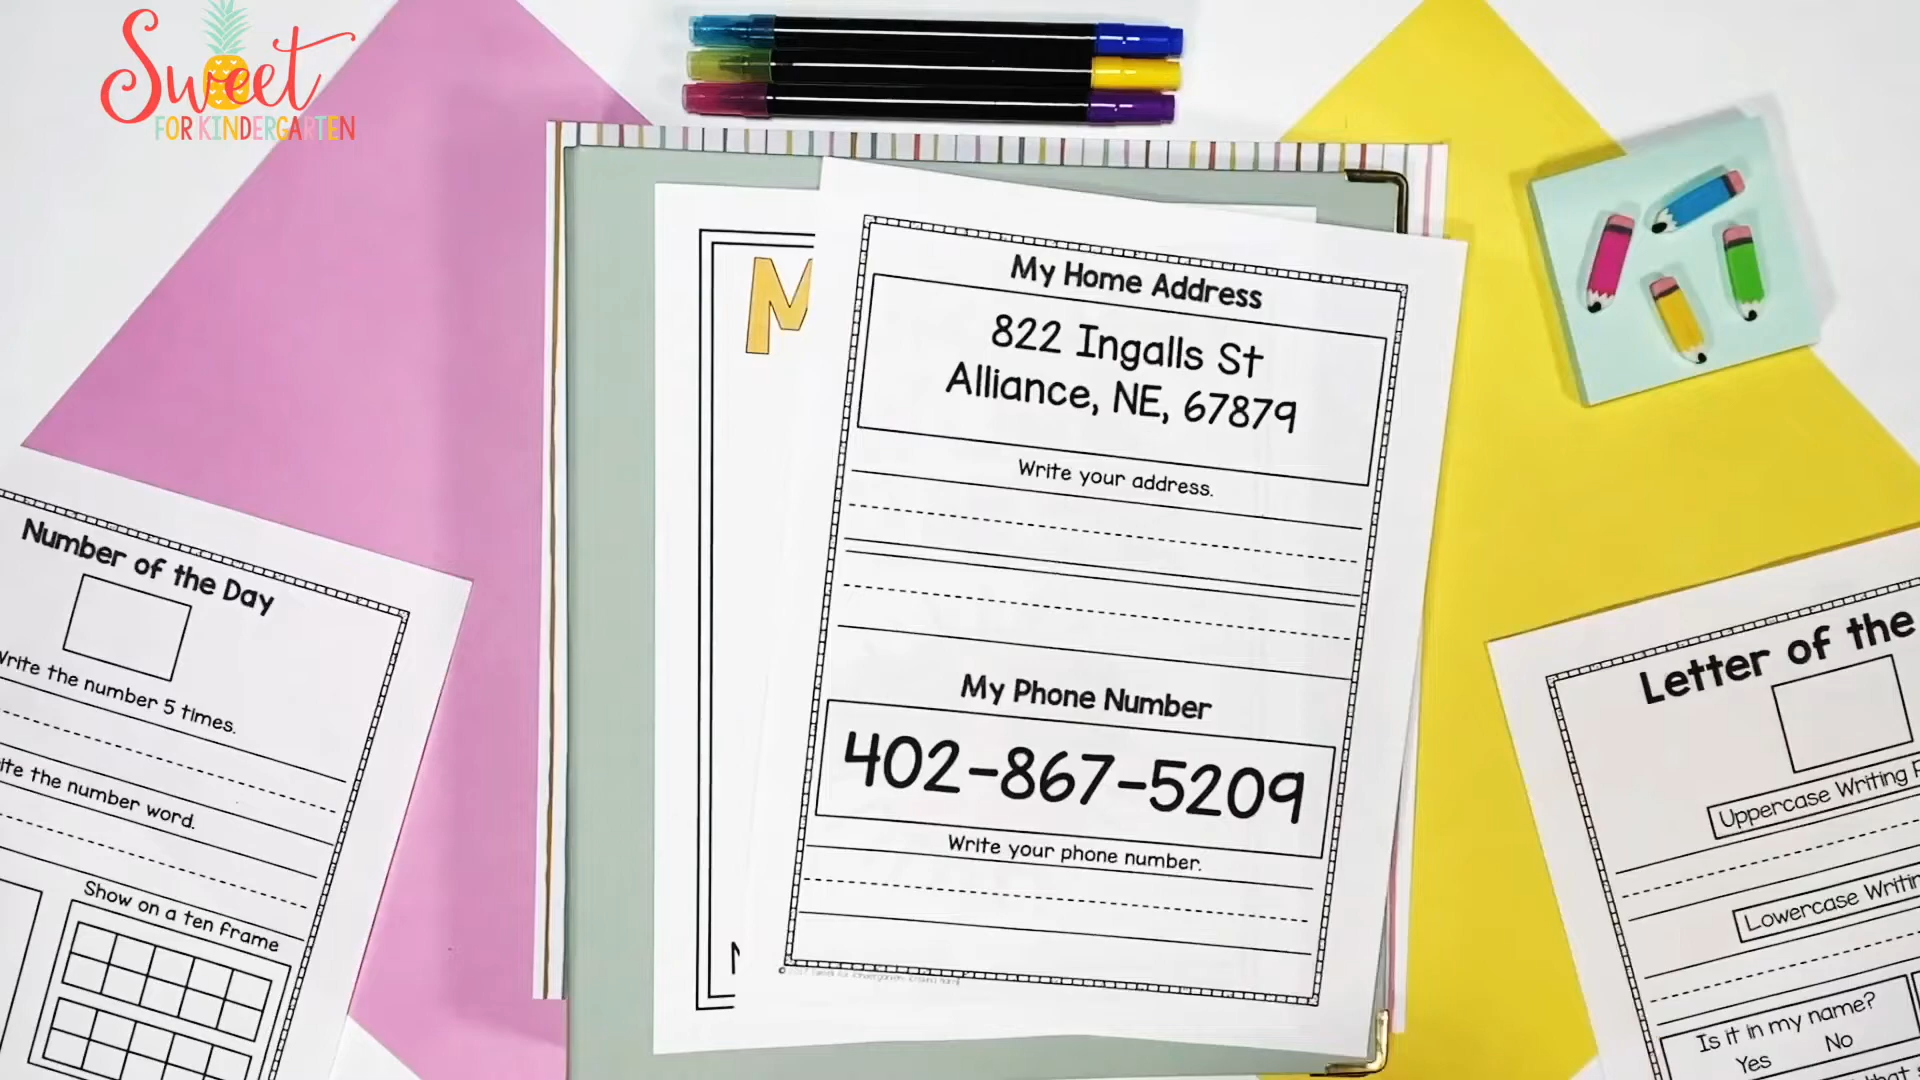 Sweet
FOR KINDERGARTEN
M
My Home Address
822 Ingalls St
Alliance, NE, 67879
Write your address.
My Phone Number
402-867-5209
Write your phone number.
Number of the Day
Write the number 5 times.
the number word.
Show on a ten frame
Letter of the
Uppercase Writing
Lowercase
Is it in my name?
Yes No